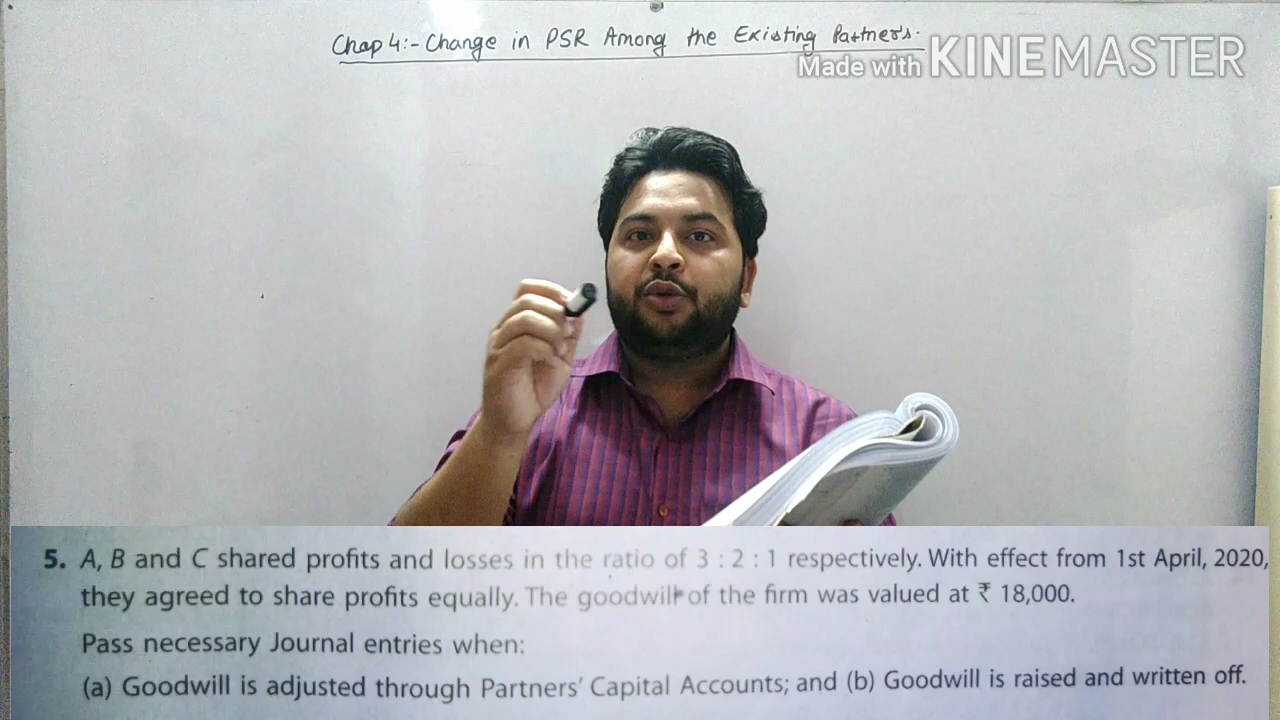 Chap 4:- Change in PSR Among the Existing Partner's.
Made with KINEMASTER
5. A, B and C shared profits and losses in the ratio of 3 : 2 : 1 respectively. With effect from 1st April, 2020,
they agreed to share profits equally. The goodwill of the firm was valued at ₹ 18,000.
Pass necessary Journal entries when:
(a) Goodwill is adjusted through Partners' Capital Accounts; and (b) Goodwill is raised and written off.